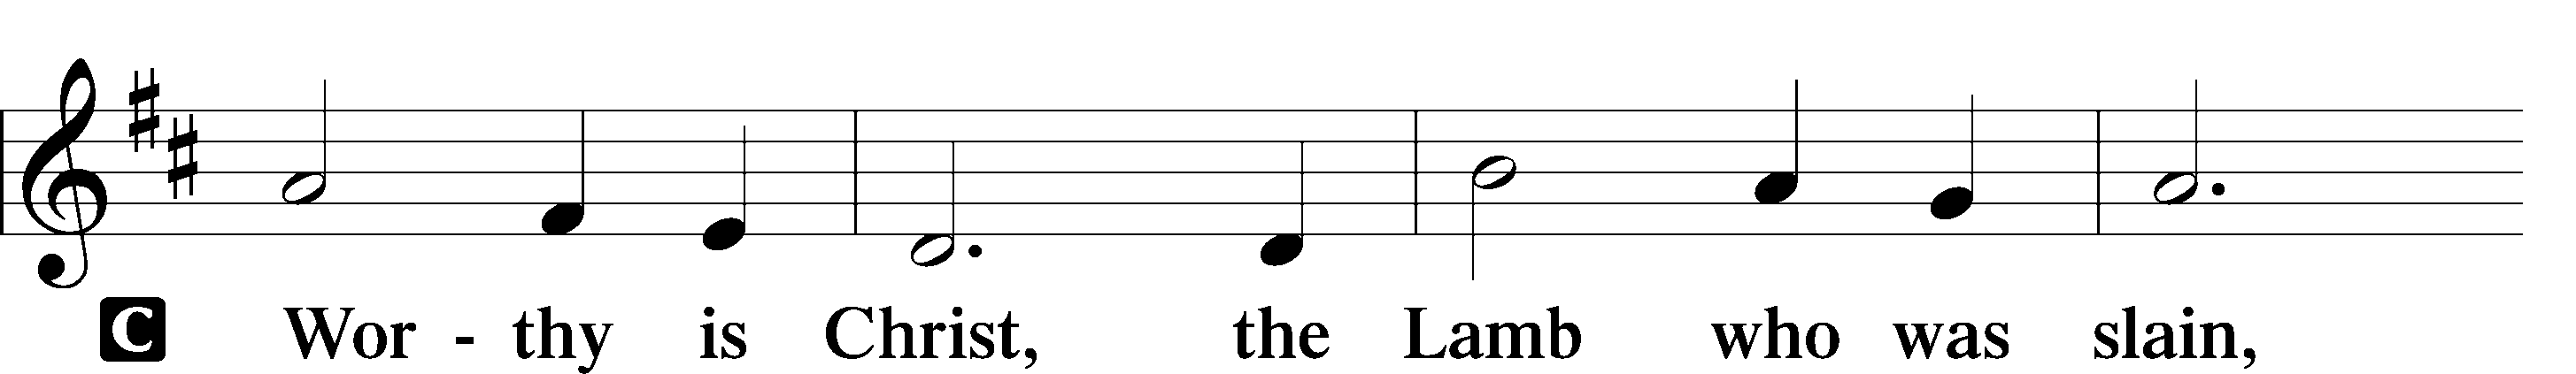 C Wor - thy is Christ, the Lamb who was slain,